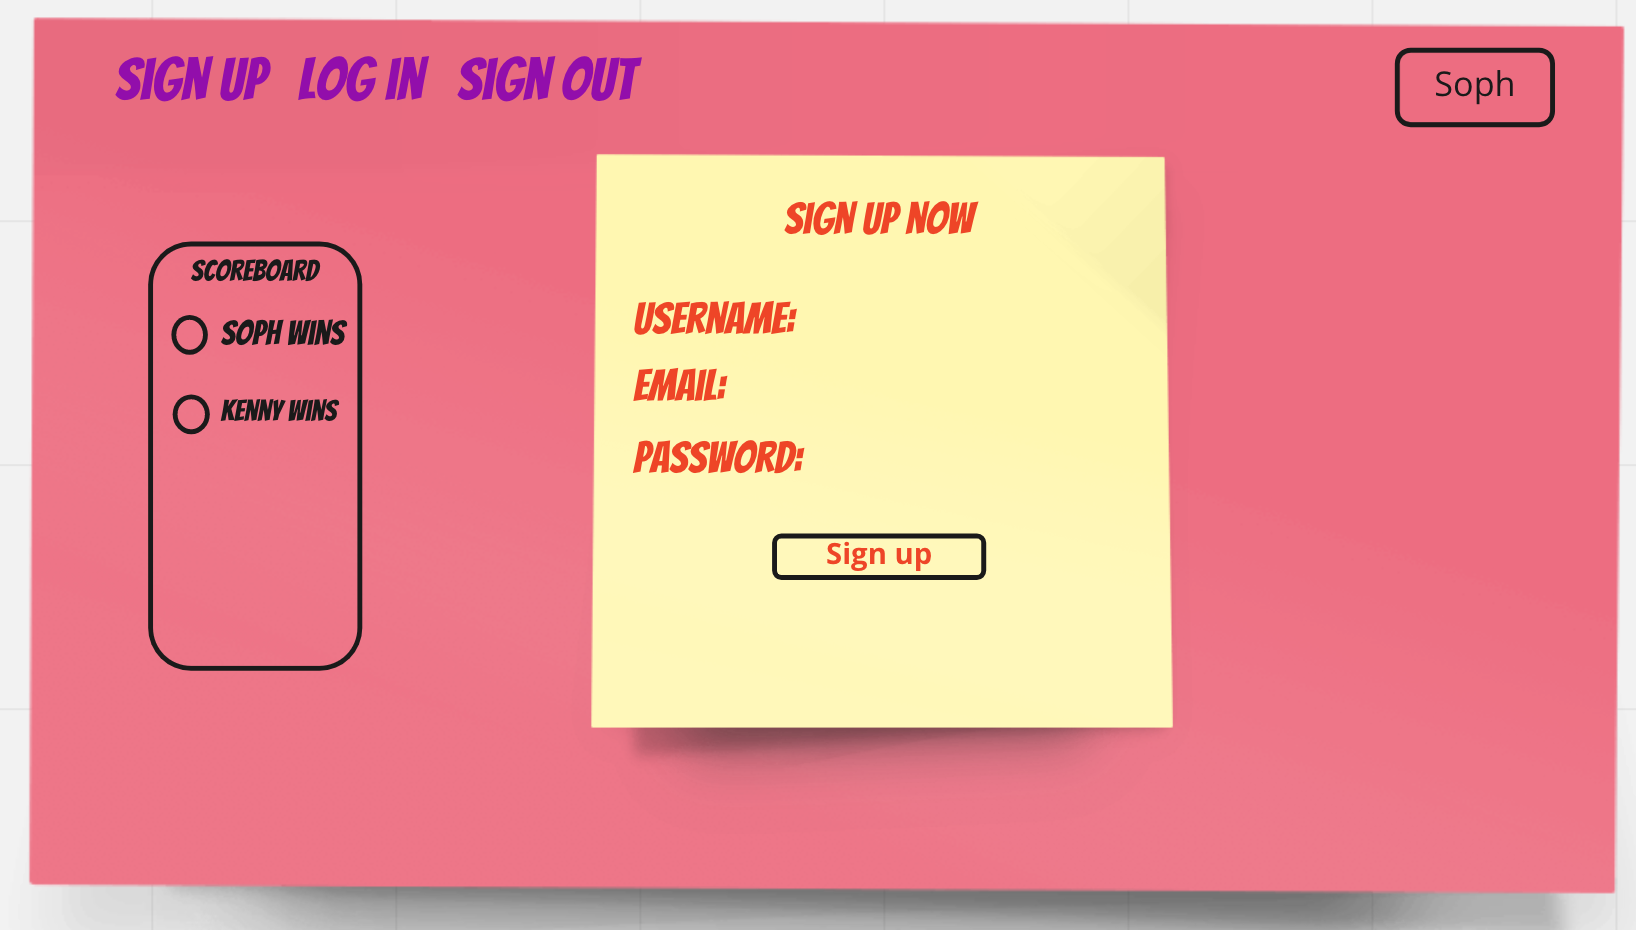 SIGN UP LOG IN SIGN OUT
Soph
SCOREBOARD
SOPH WINS
KENNY WINS
SIGN UP NOW
USERNAME:
EMAIL:
PASSWORD:
Sign up